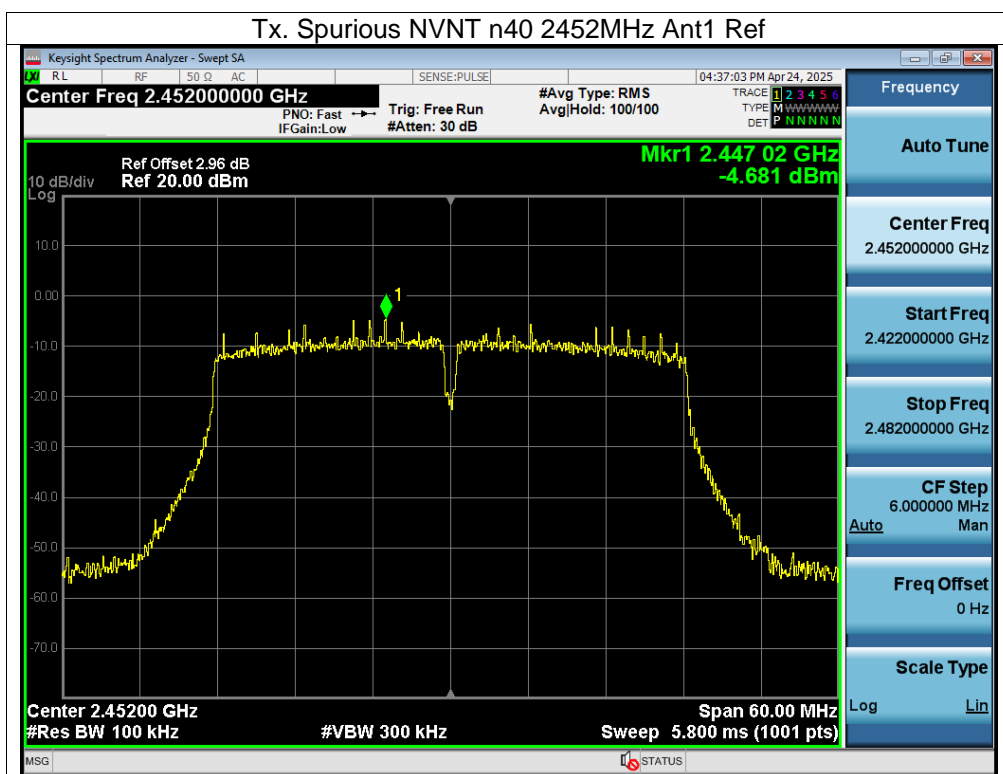 Tx. Spurious NVNT n40 2452MHz Ant1 Ref
Keysight Spectrum Analyzer - Swept SA
LXI RL RF 50 Ω AC SENSE:PULSE 04:37:03 PM Apr 24, 2025
Center Freq 2.452000000 GHz #Avg Type: RMS TRACE 1 2 3 4 5 6
PNO: Fast Trig: Free Run Avg|Hold: 100/100 TYPE M WWWWW
IFGain:Low #Atten: 30 dB DET P N N N N N
Mkr1 2.447 02 GHz
-4.681 dBm
Ref Offset 2.96 dB
10 dB/div Ref 20.00 dBm
Log
10.0
0.00
-10.0
-20.0
-30.0
-40.0
-50.0
-60.0
-70.0
1
Center 2.45200 GHz Span 60.00 MHz
#Res BW 100 kHz #VBW 300 kHz Sweep 5.800 ms (1001 pts)
MSG STATUS
Frequency
Auto Tune
Center Freq
2.452000000 GHz
Start Freq
2.422000000 GHz
Stop Freq
2.482000000 GHz
CF Step
6.000000 MHz
Auto Man
Freq Offset
0 Hz
Scale Type
Log Lin